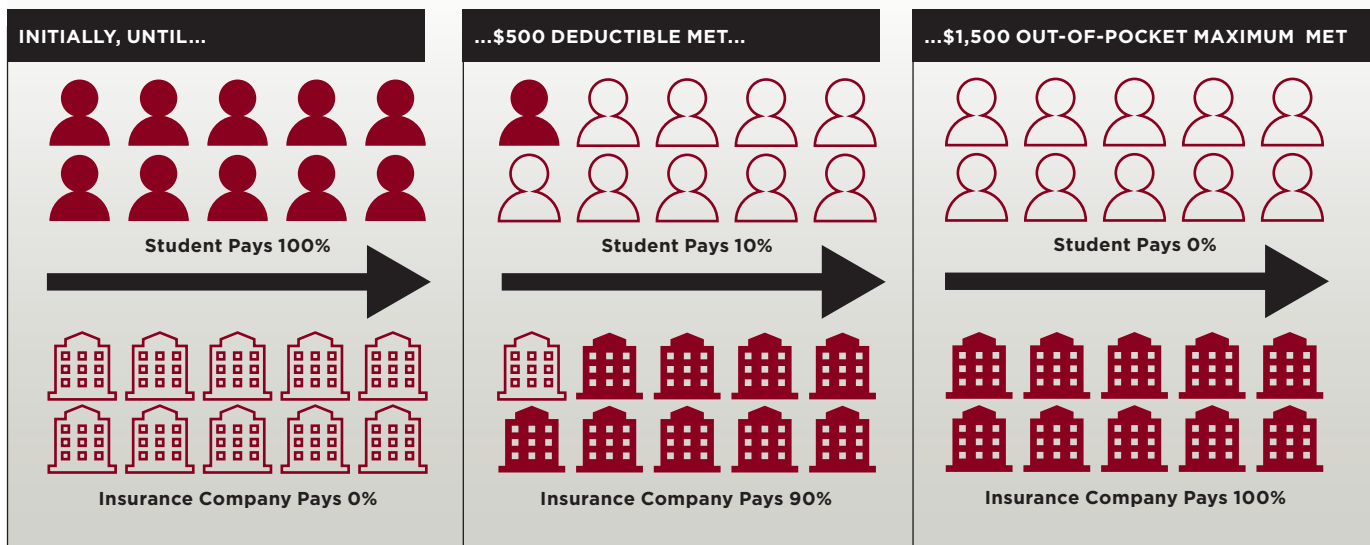 INITIALLY, UNTIL...
Student Pays 100%
Insurance Company Pays 0%
...$500 DEDUCTIBLE MET...
Student Pays 10%
Insurance Company Pays 90%
...$1,500 OUT-OF-POCKET MAXIMUM MET
Student Pays 0%
Insurance Company Pays 100%